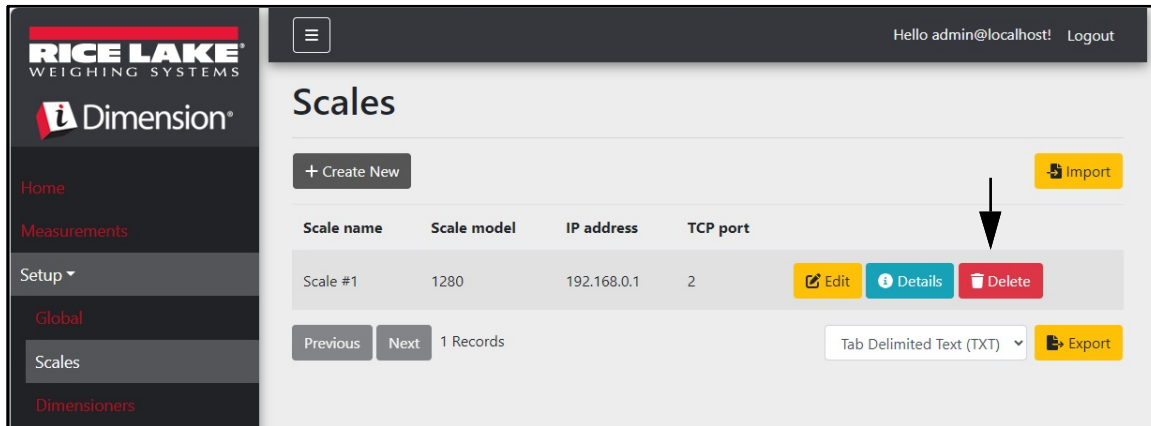 RICE LAKE®
WEIGHING SYSTEMS
i Dimension®
Home
Measurements
Setup
Global
Scales
Dimensioners
Hello admin@localhost! Logout
Scales
+ Create New
Import
Scale name Scale model IP address TCP port
Scale #1 1280 192.168.0.1 2 Edit Details Delete
Previous Next 1 Records Tab Delimited Text (TXT) Export